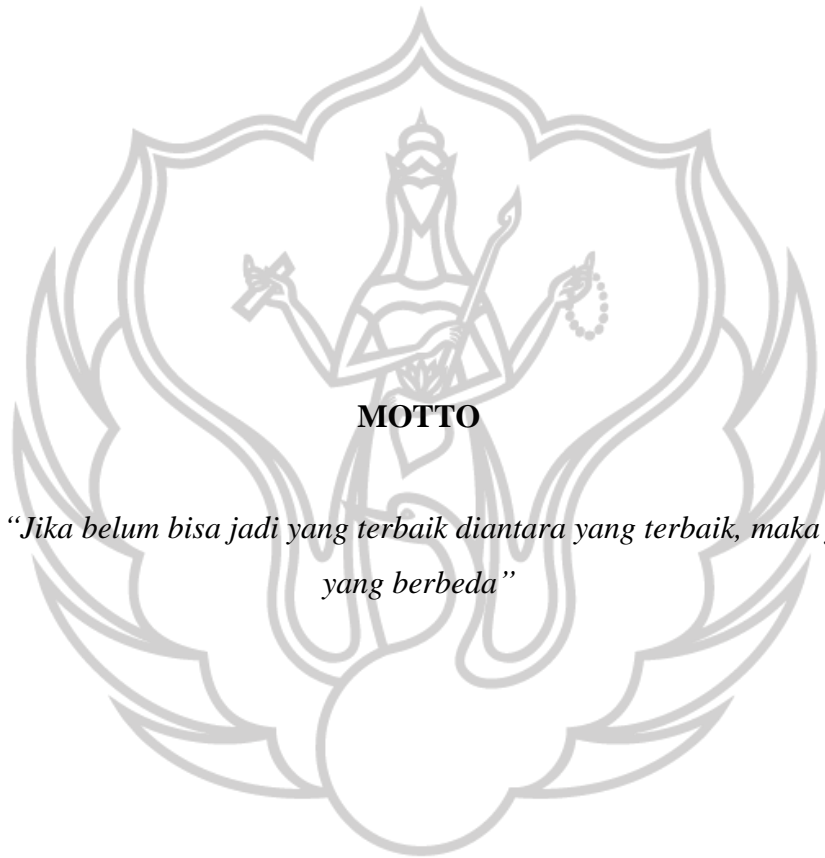 MOTTO
“Jika belum bisa jadi yang terbaik diantara yang terbaik, maka
yang berbeda”